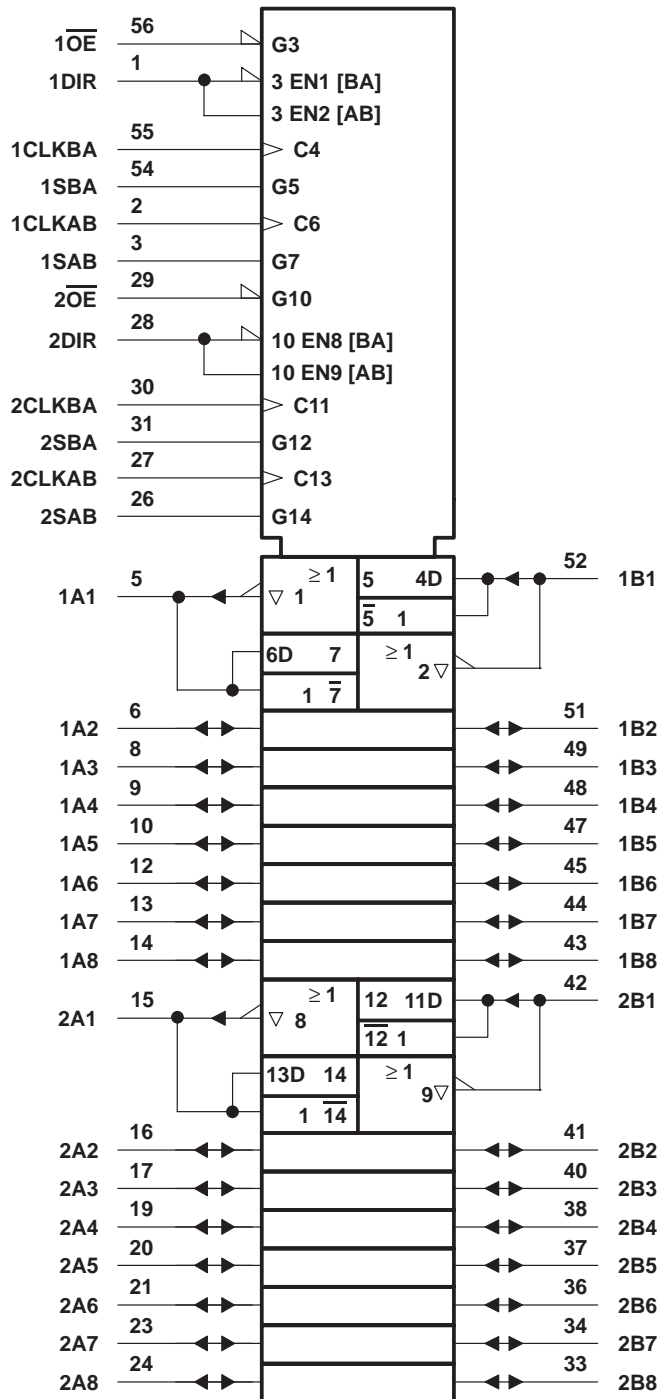 56
1OE G3
1
1DIR 3 EN1 [BA]
3 EN2 [AB]
55
1CLKBA C4
54
1SBA G5
2
1CLKAB C6
3
1SAB G7
29
2OE G10
28
2DIR 10 EN8 [BA]
10 EN9 [AB]
30
2CLKBA C11
31
2SBA G12
27
2CLKAB C13
26
2SAB G14
5 ≥ 1 5 4D 52
1A1 ▽ 1 5 1 1B1
6D 7 ≥ 1
1 7 2 ▽
6 51
1A2 1B2
8 49
1A3 1B3
9 48
1A4 1B4
10 47
1A5 1B5
12 45
1A6 1B6
13 44
1A7 1B7
14 43
1A8 1B8
15 ≥ 1 12 11D 42
2A1 ▽ 8 12 1 2B1
13D 14 ≥ 1
1 14 9 ▽
16 41
2A2 2B2
17 40
2A3 2B3
19 38
2A4 2B4
20 37
2A5 2B5
21 36
2A6 2B6
23 34
2A7 2B7
24 33
2A8 2B8